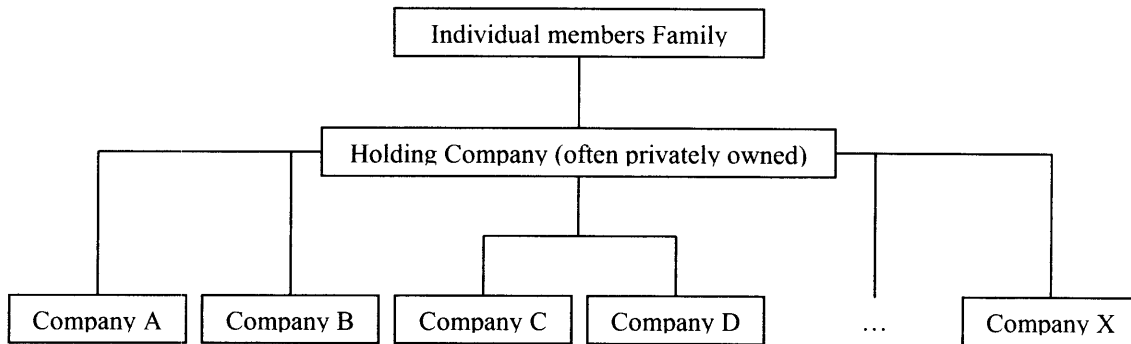 Individual members Family
Holding Company (often privately owned)
Company A
Company B
Company C
Company D
...
Company X